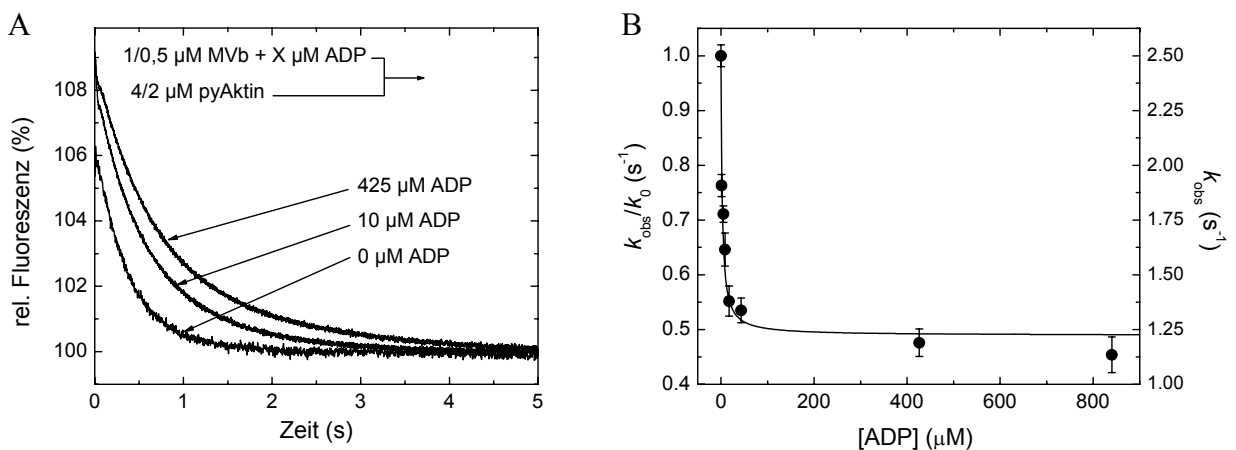 A
1/0,5 µM MVb + X µM ADP
4/2 µM pyAktin
425 µM ADP
10 µM ADP
0 µM ADP
rel. Fluoreszenz (%)
108
106
104
102
100
0 1 2 3 4 5
Zeit (s)
B
k_obs/k_0 (s⁻¹)
1.0
0.9
0.8
0.7
0.6
0.5
0.4
0 200 400 600 800
[ADP] (µM)
2.50
2.25
2.00
1.75
1.50
1.25
1.00
k_obs (s⁻¹)